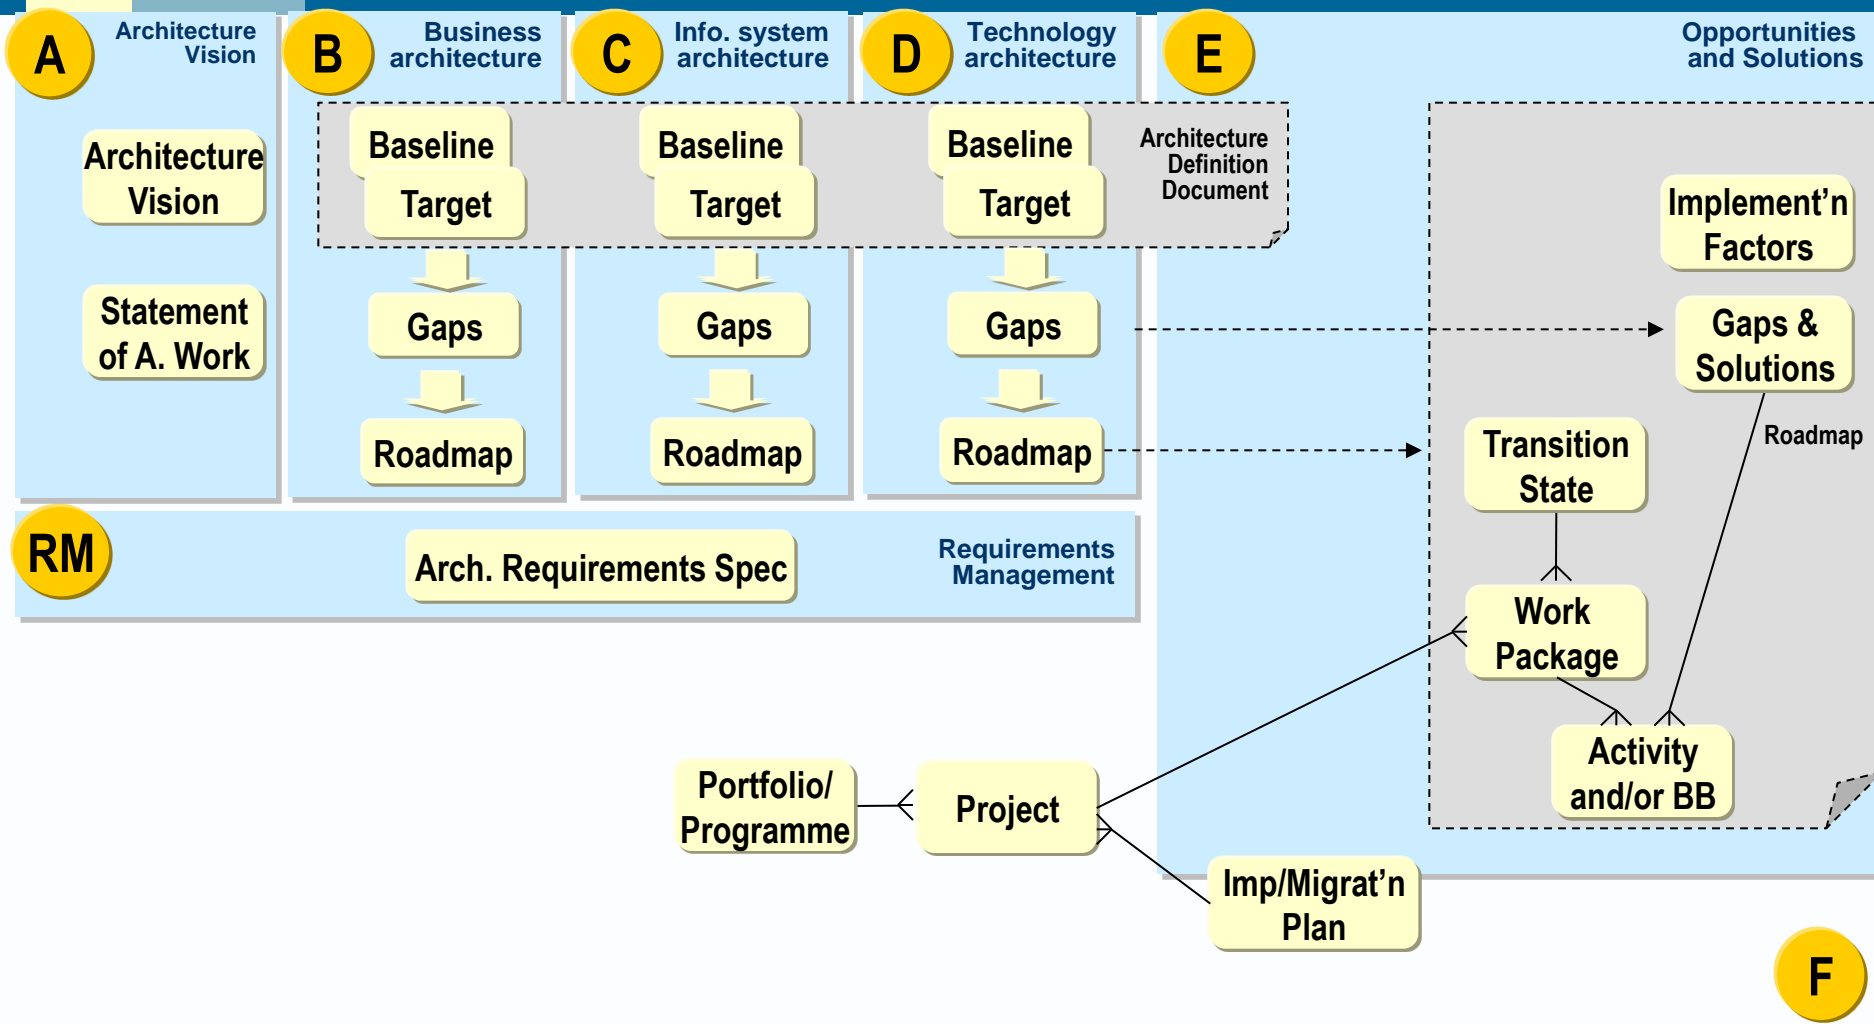 A
Architecture
Vision
Architecture
Vision
Statement
of A. Work
B
Business
architecture
Baseline
Target
Gaps
Roadmap
C
Info. system
architecture
Baseline
Target
Gaps
Roadmap
D
Technology
architecture
Baseline
Target
Gaps
Roadmap
Architecture
Definition
Document
E
Opportunities
and Solutions
Implement’n
Factors
Gaps &
Solutions
Roadmap
Transition
State
Work
Package
Activity
and/or BB
RM
Arch. Requirements Spec
Requirements
Management
Portfolio/
Programme
Project
Imp/Migrat’n
Plan
F